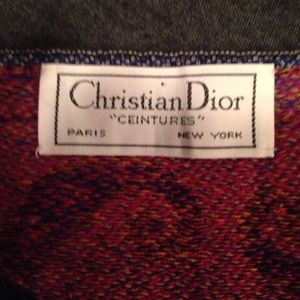 Christian Dior
"CEINTURES"
PARIS NEW YORK